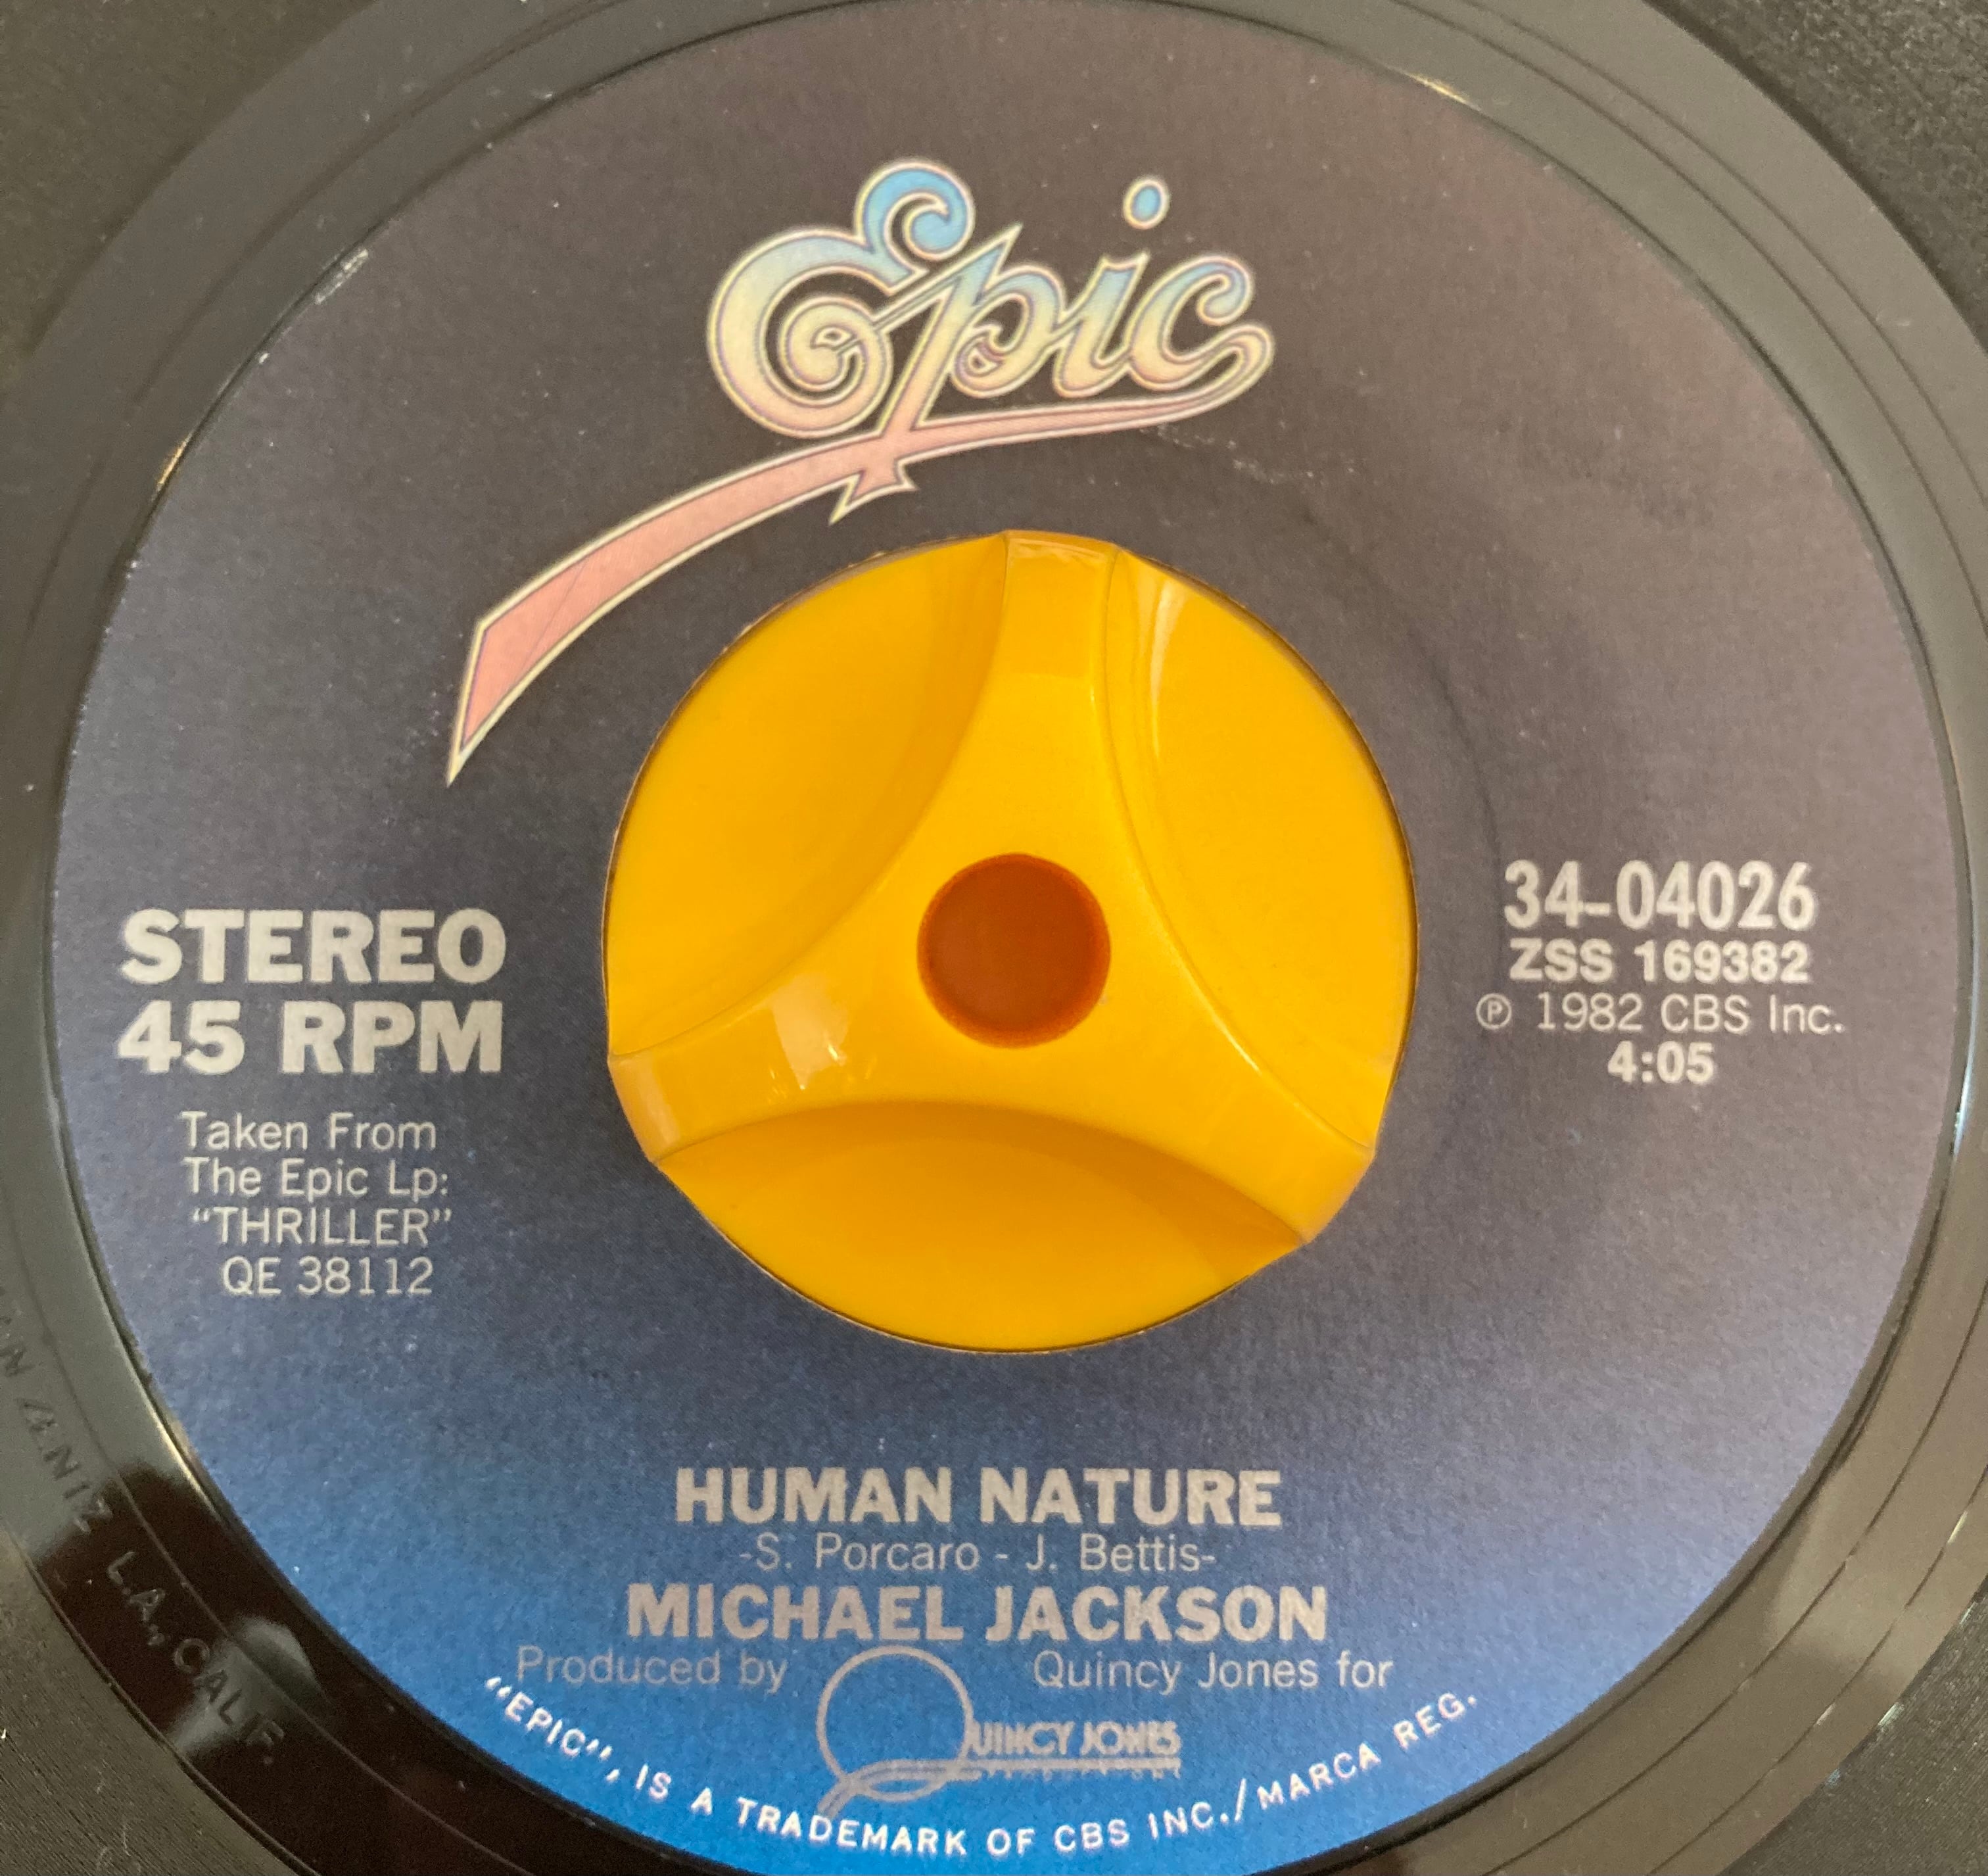 Epic
STEREO
45 RPM
Taken From
The Epic Lp:
“THRILLER”
QE 38112
34-04026
ZSS 169382
℗ 1982 CBS Inc.
4:05
HUMAN NATURE
-S. Porcaro - J. Bettis-
MICHAEL JACKSON
Produced by Quincy Jones for
QUINCY JONES
PRODUCTIONS
“EPIC”, IS A TRADEMARK OF CBS INC./MARCA REG.
L.A., CALIF.